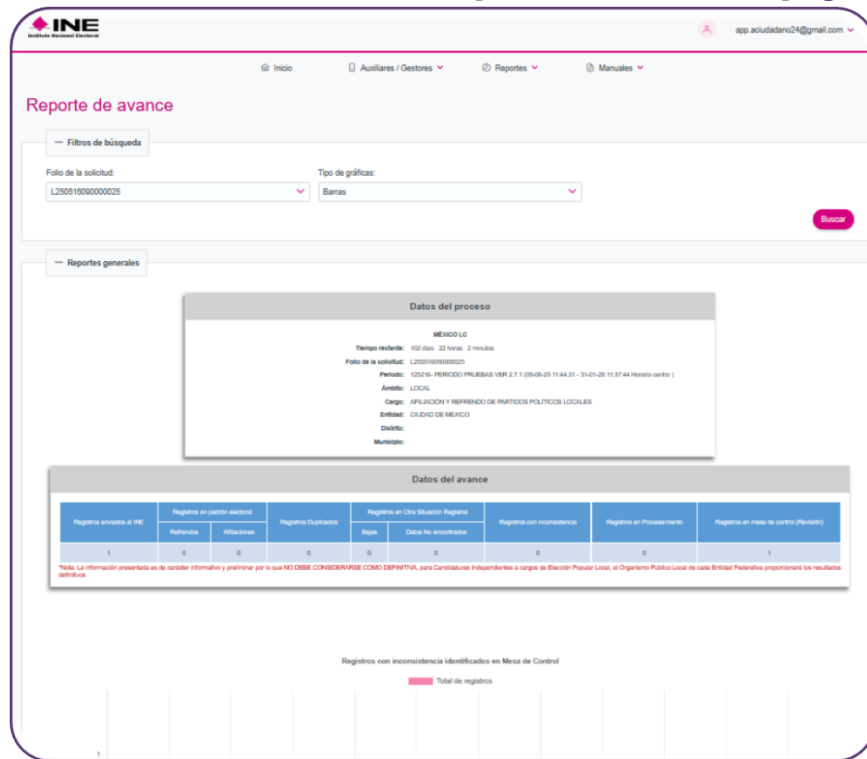 INE
Instituto Nacional Electoral
app.aciudadano24@gmail.com
Inicio
Auxiliares / Gestores
Reportes
Manuales
Reporte de avance
Filtros de búsqueda
Folio de la solicitud:
Tipo de gráficas:
L250516090000025
Barras
Buscar
Reportes generales
Datos del proceso
MÉXICO LC
Tiempo restante: 102 días 22 horas 2 minutos
Folio de la solicitud: L250516090000025
Periodo: 125216- PERIODO PRUEBAS VER 2.7.1 (09-06-25 11:44:31 - 31-01-26 11:37:44 Horario centro )
Ámbito: LOCAL
Cargo: AFILIACIÓN Y REFRENDO DE PARTIDOS POLÍTICOS LOCALES
Entidad: CIUDAD DE MEXICO
Distrito:
Municipio:
Datos del avance
Registros enviados al INE
Registros en padrón electoral
Refrendos
Afiliaciones
Registros Duplicados
Registros en Otra Situación Registral
Bajas
Datos No encontrados
Registros con inconsistencia
Registros en Procesamiento
Registros en mesa de control (Revisión)
1 0 0 0 0 0 0 0 1
*Nota: La información presentada es de carácter informativo y preliminar por lo que NO DEBE CONSIDERARSE COMO DEFINITIVA, para Candidaturas Independientes a cargos de Elección Popular Local, el Organismo Público Local de cada Entidad Federativa proporcionará los resultados
definitivos
Registros con inconsistencia identificados en Mesa de Control
Total de registros
1